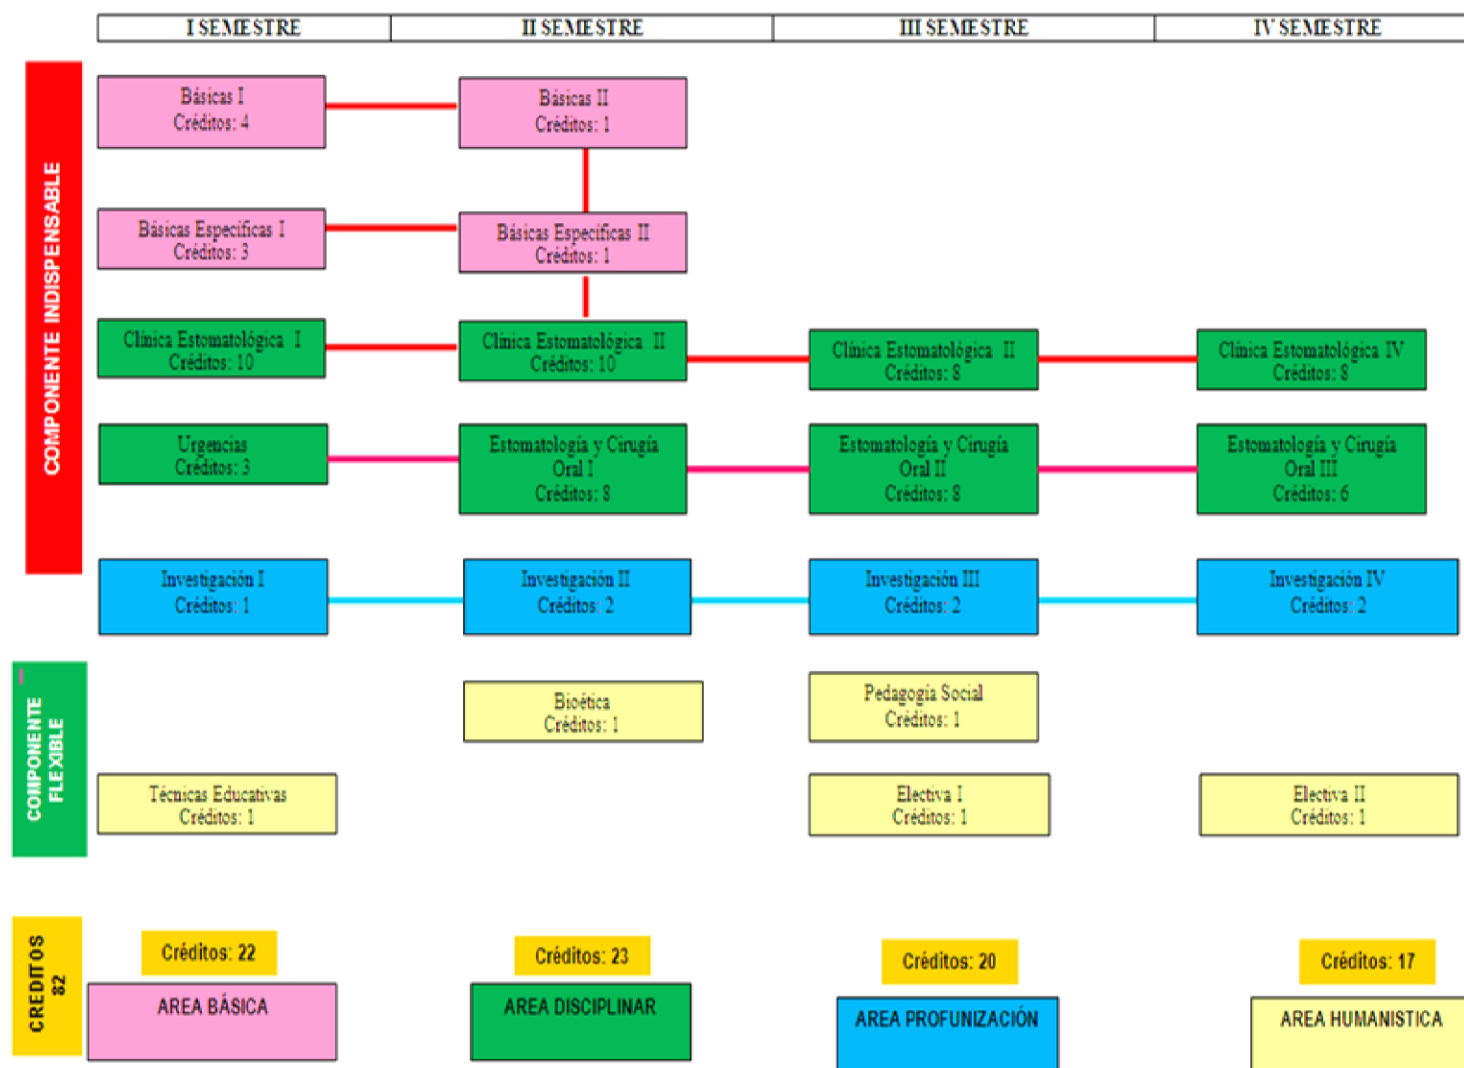 I SEMESTRE
II SEMESTRE
III SEMESTRE
IV SEMESTRE
COMPONENTE INDISPENSABLE
Básicas I
Créditos: 4
Básicas II
Créditos: 1
Básicas Específicas I
Créditos: 3
Básicas Específicas II
Créditos: 1
Clínica Estomatológica I
Créditos: 10
Clínica Estomatológica II
Créditos: 10
Clínica Estomatológica II
Créditos: 8
Clínica Estomatológica IV
Créditos: 8
Urgencias
Créditos: 3
Estomatología y Cirugía
Oral I
Créditos: 8
Estomatología y Cirugía
Oral II
Créditos: 8
Estomatología y Cirugía
Oral III
Créditos: 6
Investigación I
Créditos: 1
Investigación II
Créditos: 2
Investigación III
Créditos: 2
Investigación IV
Créditos: 2
COMPONENTE
FLEXIBLE
Bioética
Créditos: 1
Pedagogía Social
Créditos: 1
Técnicas Educativas
Créditos: 1
Electiva I
Créditos: 1
Electiva II
Créditos: 1
CREDITOS
82
Créditos: 22
Créditos: 23
Créditos: 20
Créditos: 17
AREA BÁSICA
AREA DISCIPLINAR
AREA PROFUNIZACIÓN
AREA HUMANISTICA